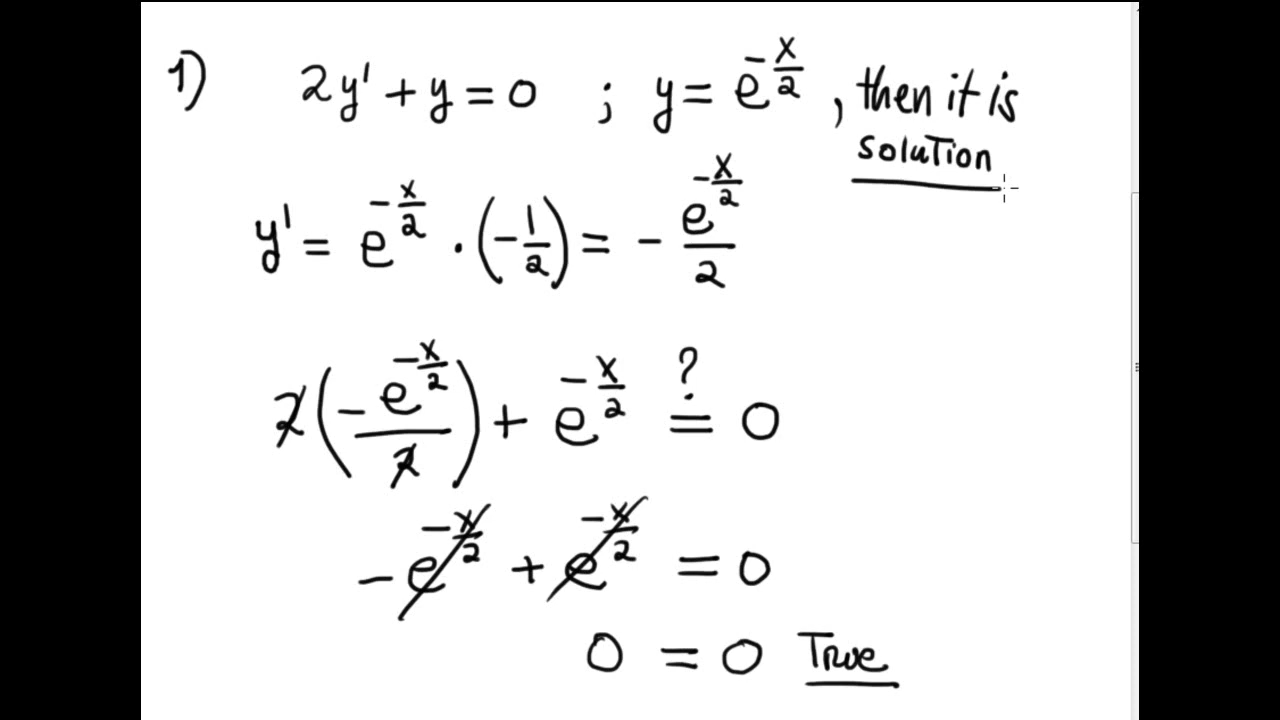 1) 2y' + y = 0 ; y = e^(-x/2) , then it is
solution
y' = e^(-x/2) · (-1/2) = - e^(-x/2)/2
2(- e^(-x/2)/2) + e^(-x/2) ?= 0
- e^(-x/2) + e^(-x/2) = 0
0 = 0 True